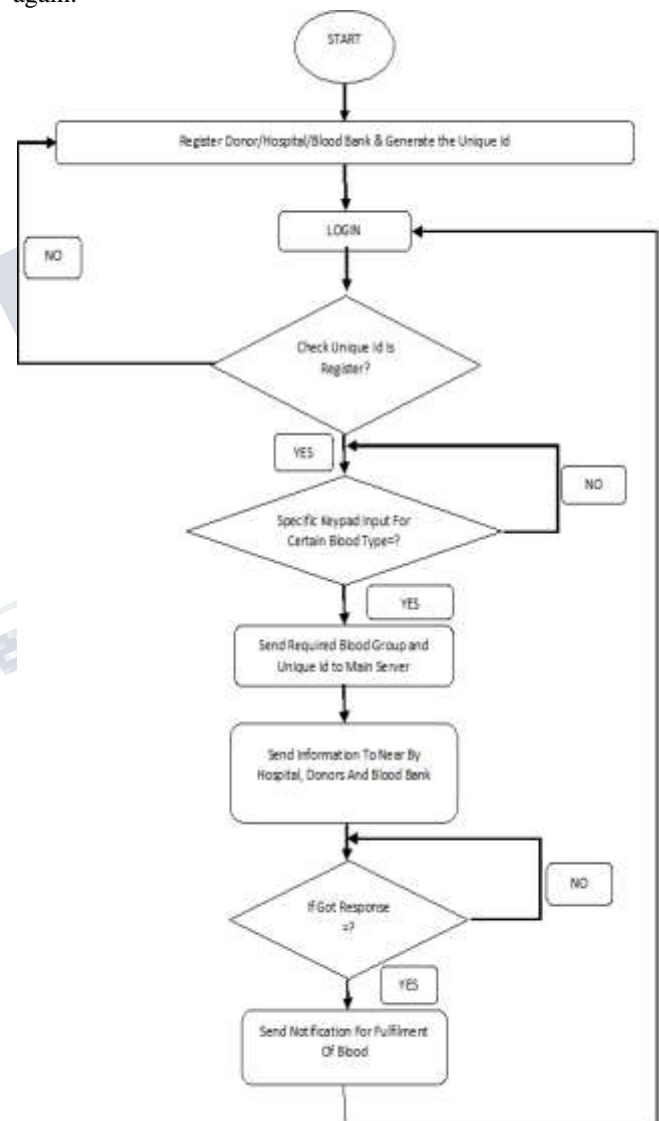 again.
START
Register Donor/Hospital/Blood Bank & Generate the Unique Id
LOGIN
NO
Check Unique Id Is
Register?
YES
NO
Specific Keypad Input For
Certain Blood Type=?
YES
Send Required Blood Group and
Unique Id to Main Server
Send Information To Near By
Hospital, Donors And Blood Bank
NO
If Got Response
=?
YES
Send Notification For Fulfilment
Of Blood